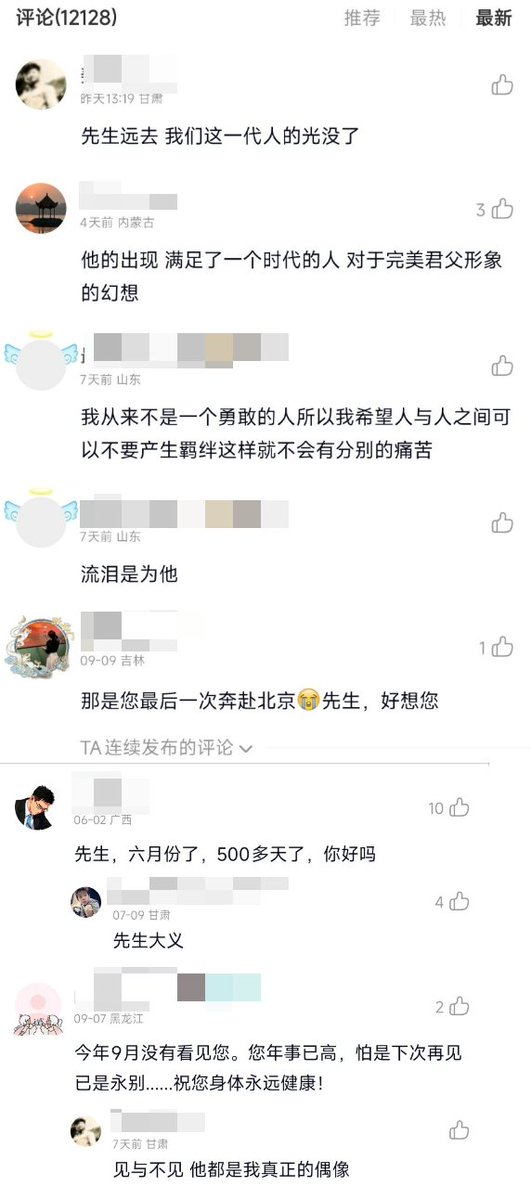 评论(12128)
推荐 最热 最新
昨天13:19 甘肃
先生远去 我们这一代人的光没了
4天前 内蒙古
3
他的出现 满足了一个时代的人 对于完美君父形象
的幻想
7天前 山东
我从来不是一个勇敢的人所以我希望人与人之间可
以不要产生羁绊这样就不会有分别的痛苦
7天前 山东
流泪是为他
09-09 吉林
1
那是您最后一次奔赴北京😭先生，好想您
TA连续发布的评论
06-02 广西
10
先生，六月份了，500多天了，你好吗
07-09 甘肃
4
先生大义
09-07 黑龙江
2
今年9月没有看见您。您年事已高，怕是下次再见
已是永别......祝您身体永远健康！
7天前 甘肃
见与不见 他都是我真正的偶像